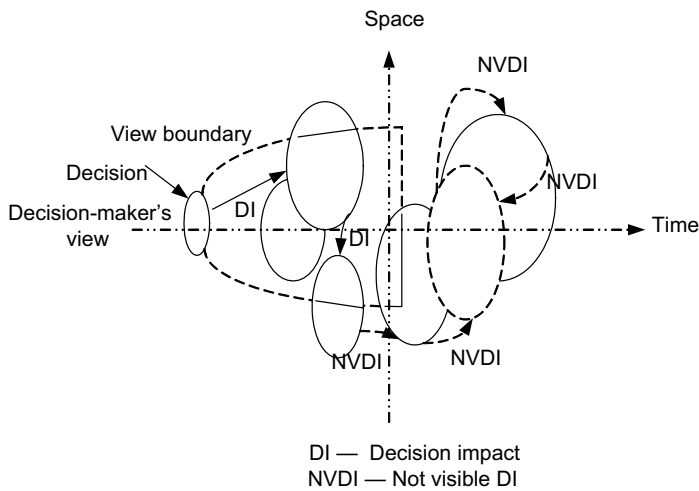 Space
NVDI
View boundary
Decision
NVDI
DI
Decision-maker's
view
Time
DI
NVDI
NVDI
DI — Decision impact
NVDI — Not visible DI